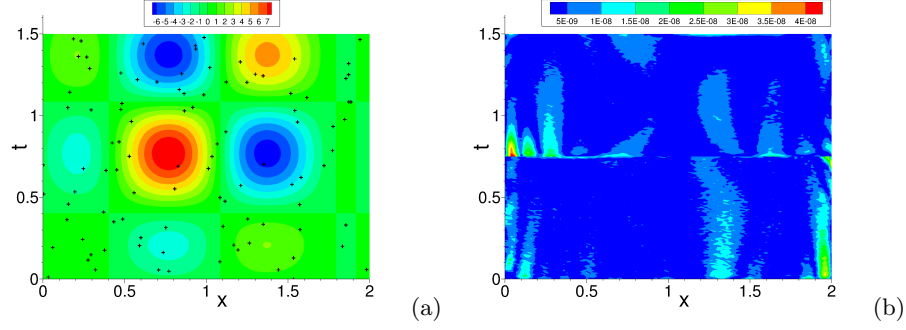 -6 -5 -4 -3 -2 -1 0 1 2 3 4 5 6 7
5E-09 1E-08 1.5E-08 2E-08 2.5E-08 3E-08 3.5E-08 4E-08
1.5 1.5
t t
1 1
0.5 0.5
0 0
0 0.5 1 1.5 2 0 0.5 1 1.5 2
x (a) x (b)